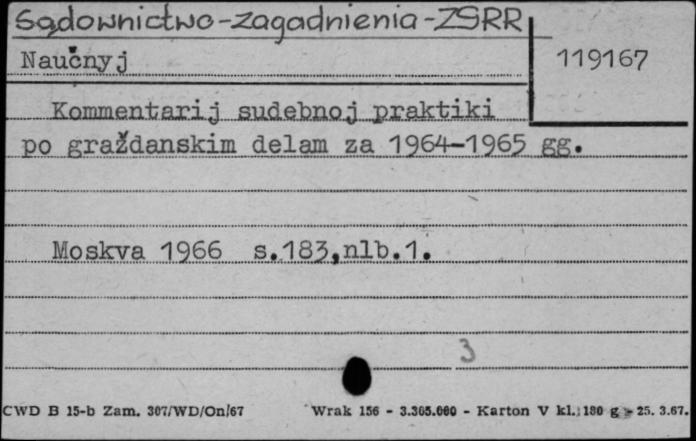 Sądownictwo-zagadnienia-ZSRR
Naučnyj
119167
Kommentarij sudebnoj praktiki
po graždanskim delam za 1964-1965 gg.
Moskva 1966 s.183,nlb.1.
3
CWD B 15-b Zam. 307/WD/On/67 Wrak 156 - 3.305.000 - Karton V kl. 180 g - 25. 3.67.